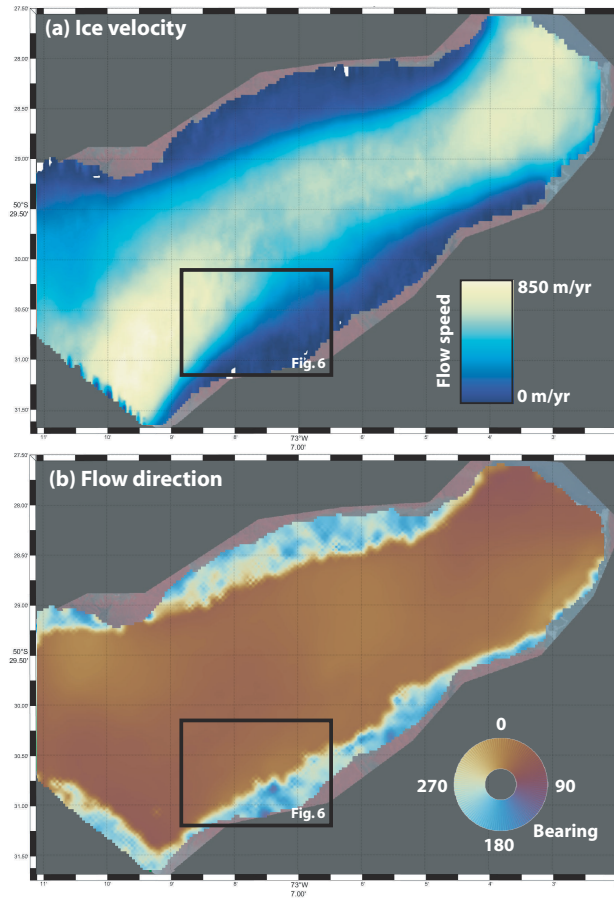 27.50
(a) Ice velocity
28.00
28.50
29.00
50°S
29.50
30.00
30.50
31.00
31.50
850 m/yr
Flow speed
0 m/yr
Fig. 6
11' 10' 9' 8' 73°W 6' 5' 4' 3'
7.00'
27.50
(b) Flow direction
28.00
28.50
29.00
50°S
29.50
30.00
30.50
31.00
31.50
0
270 90
180
Bearing
Fig. 6
11' 10' 9' 8' 73°W 6' 5' 4' 3'
7.00'